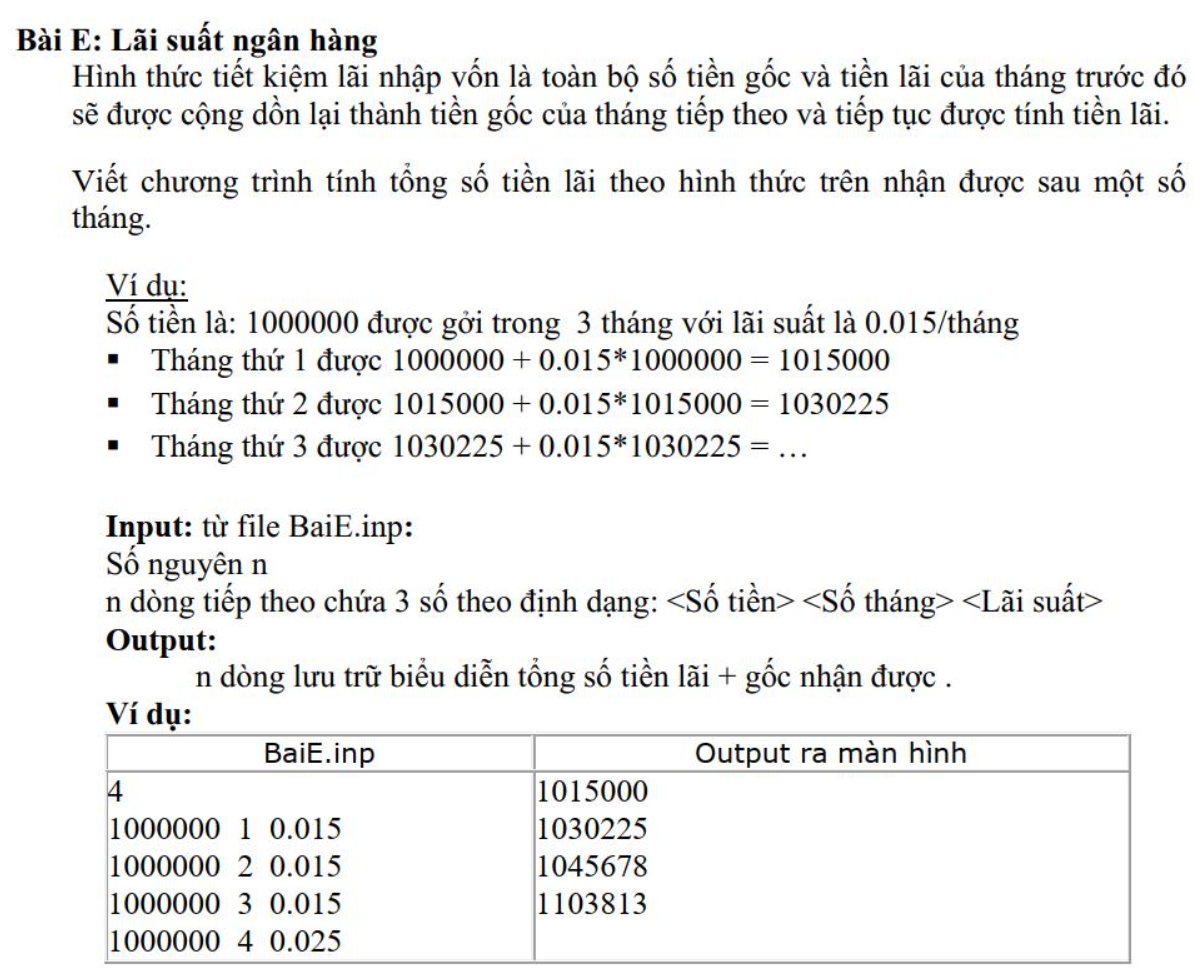 Bài E: Lãi suất ngân hàng
Hình thức tiết kiệm lãi nhập vốn là toàn bộ số tiền gốc và tiền lãi của tháng trước đó
sẽ được cộng dồn lại thành tiền gốc của tháng tiếp theo và tiếp tục được tính tiền lãi.
Viết chương trình tính tổng số tiền lãi theo hình thức trên nhận được sau một số
tháng.
Ví dụ:
Số tiền là: 1000000 được gởi trong 3 tháng với lãi suất là 0.015/tháng
▪ Tháng thứ 1 được 1000000 + 0.015*1000000 = 1015000
▪ Tháng thứ 2 được 1015000 + 0.015*1015000 = 1030225
▪ Tháng thứ 3 được 1030225 + 0.015*1030225 = …
Input: từ file BaiE.inp:
Số nguyên n
n dòng tiếp theo chứa 3 số theo định dạng: <Số tiền> <Số tháng> <Lãi suất>
Output:
n dòng lưu trữ biểu diễn tổng số tiền lãi + gốc nhận được .
Ví dụ:
BaiE.inp Output ra màn hình
4 1015000
1000000 1 0.015 1030225
1000000 2 0.015 1045678
1000000 3 0.015 1103813
1000000 4 0.025